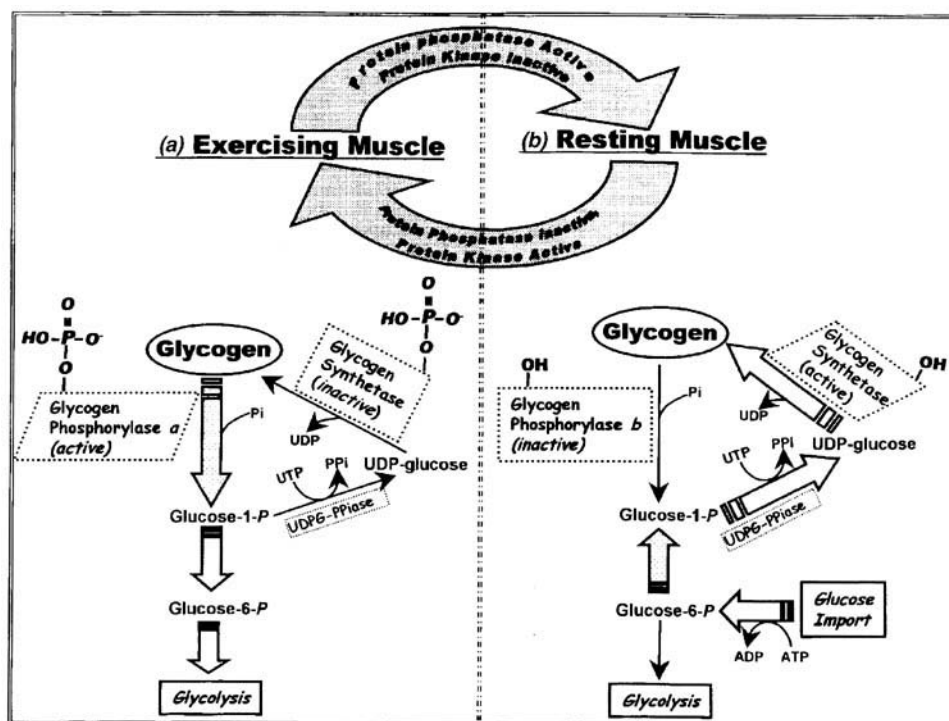 Protein phosphatase Active
Protein Kinase inactive
(a) Exercising Muscle
(b) Resting Muscle
Protein Phosphatase inactive,
Protein Kinase Active
O
HO-P-O-
O
Glycogen
Phosphorylase a
(active)
Glycogen
Pi
Glycogen
Synthetase
(inactive)
O
HO-P-O-
O
UDP
UTP
PPi
UDP-glucose
UDPG-PPiase
Glucose-1-P
Glucose-6-P
Glycolysis
OH
Glycogen
Phosphorylase b
(inactive)
Glycogen
Pi
Glycogen
Synthetase
(active)
OH
UDP
UTP
PPi
UDP-glucose
UDPG-PPiase
Glucose-1-P
Glucose-6-P
Glucose
Import
ADP
ATP
Glycolysis